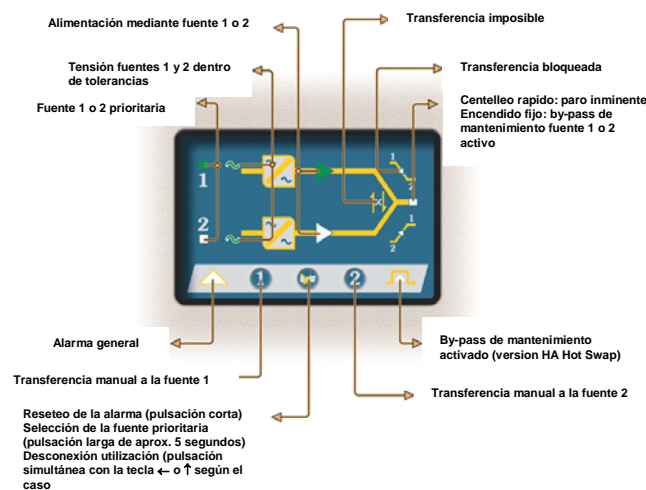 Alimentación mediante fuente 1 o 2
Transferencia imposible
Tensión fuentes 1 y 2 dentro
de tolerancias
Transferencia bloqueada
Fuente 1 o 2 prioritaria
Centelleo rapido: paro inminente
Encendido fijo: by-pass de
mantenimiento fuente 1 o 2
activo
1
1
2
2
1
2
1
2
Alarma general
By-pass de mantenimiento
activado (version HA Hot Swap)
Transferencia manual a la fuente 1
Transferencia manual a la fuente 2
Reseteo de la alarma (pulsación corta)
Selección de la fuente prioritaria
(pulsación larga de aprox. 5 segundos)
Desconexión utilización (pulsación
simultánea con la tecla ← o ↑ según el
caso